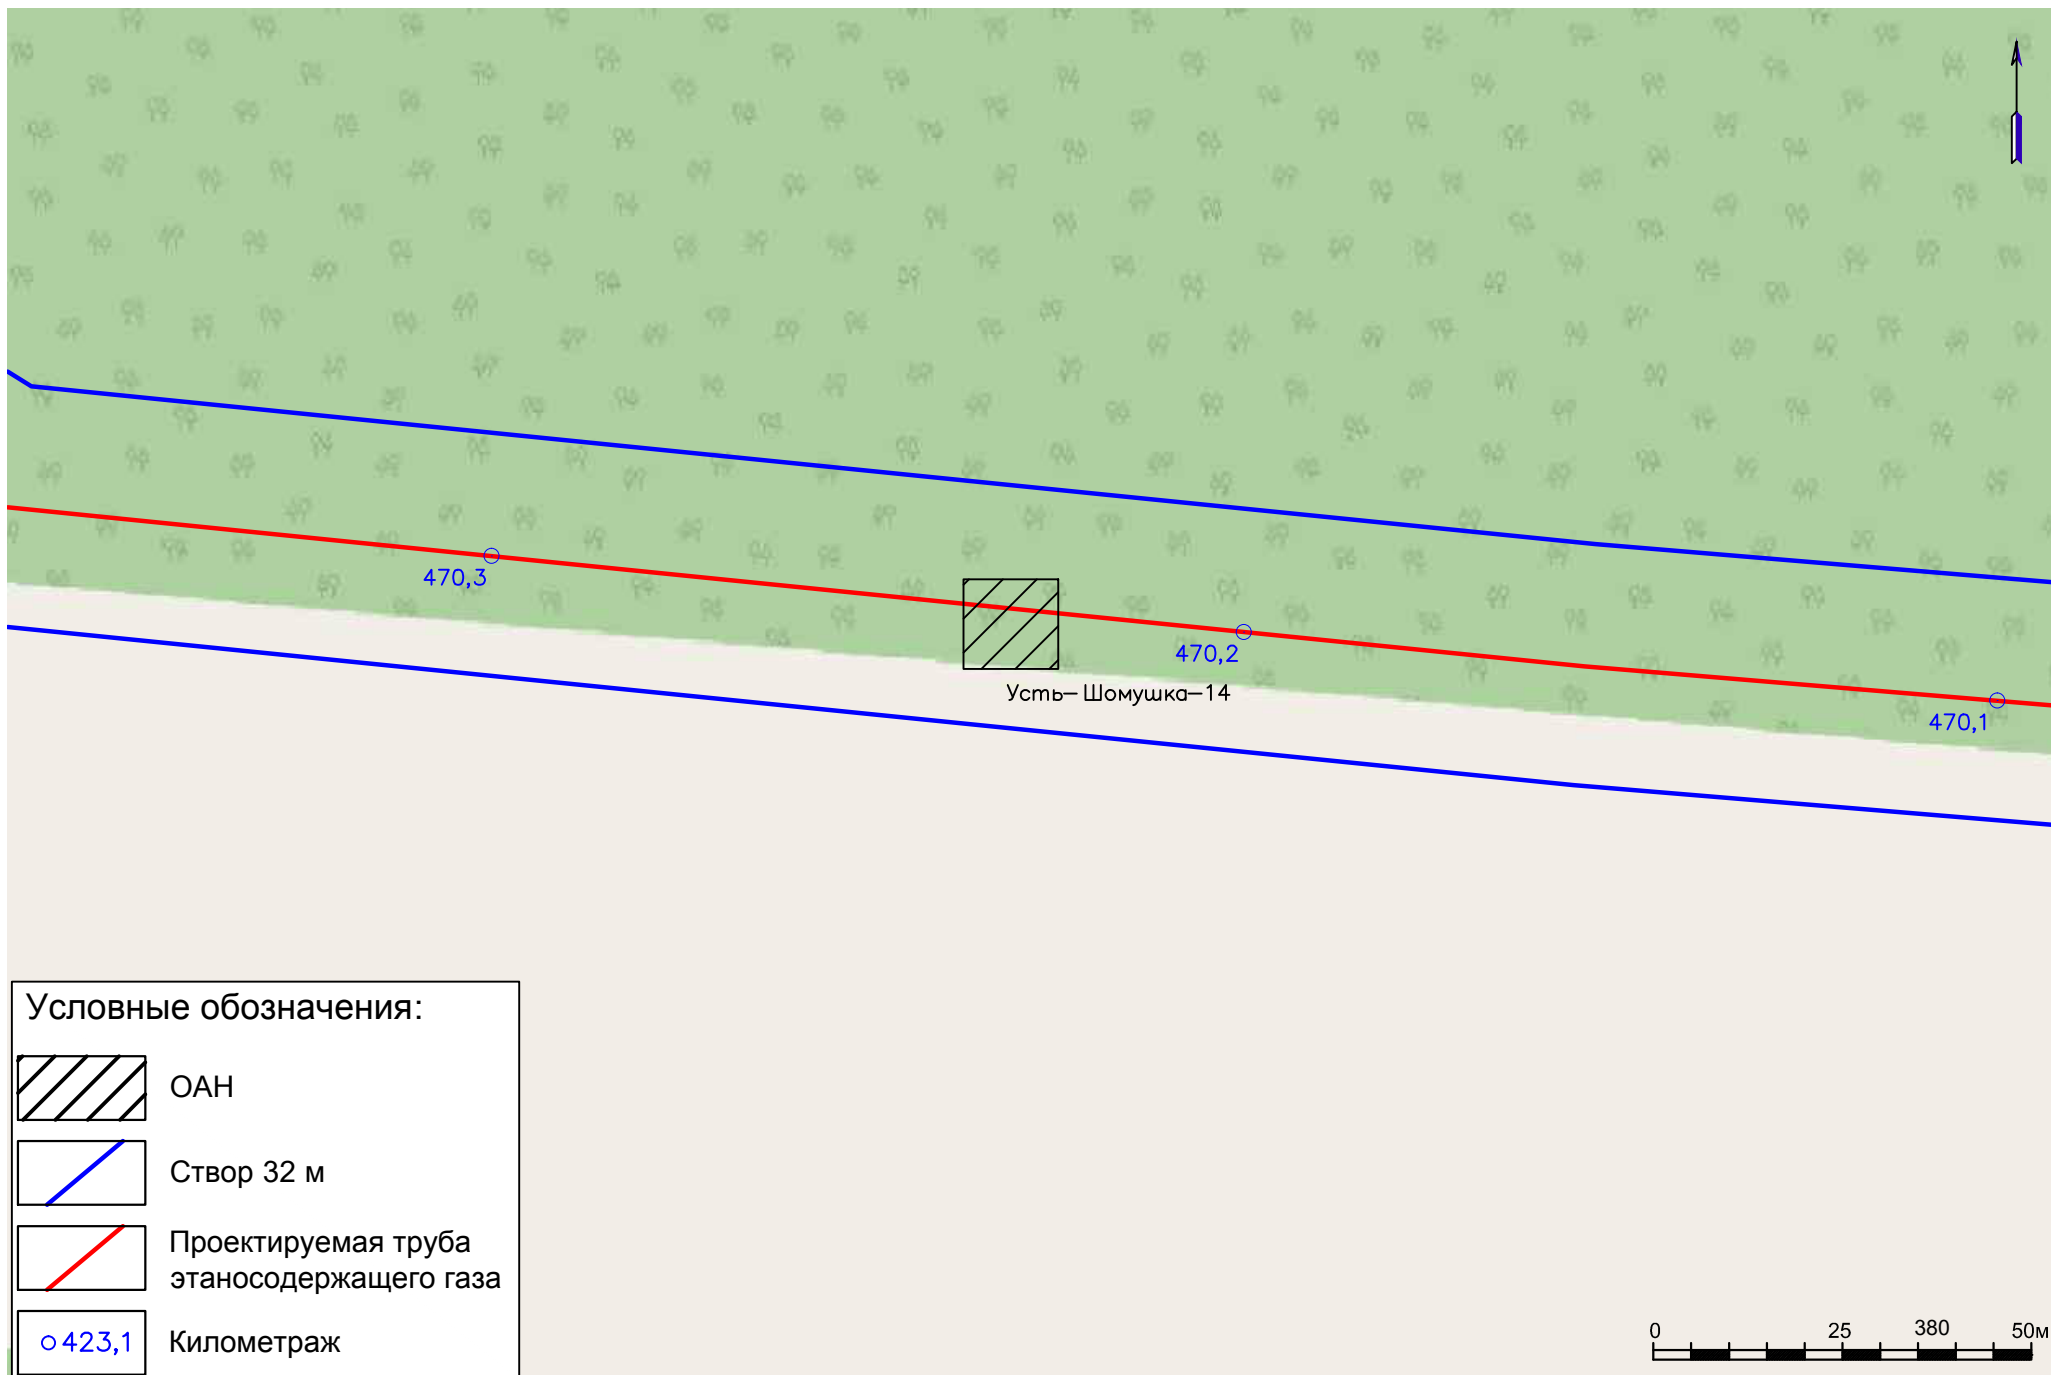 470,3
470,2
Усть-Шомушка-14
470,1
Условные обозначения:
ОАН
Створ 32 м
Проектируемая труба
этаносодержащего газа
423,1 Километраж
0 25 380 50м